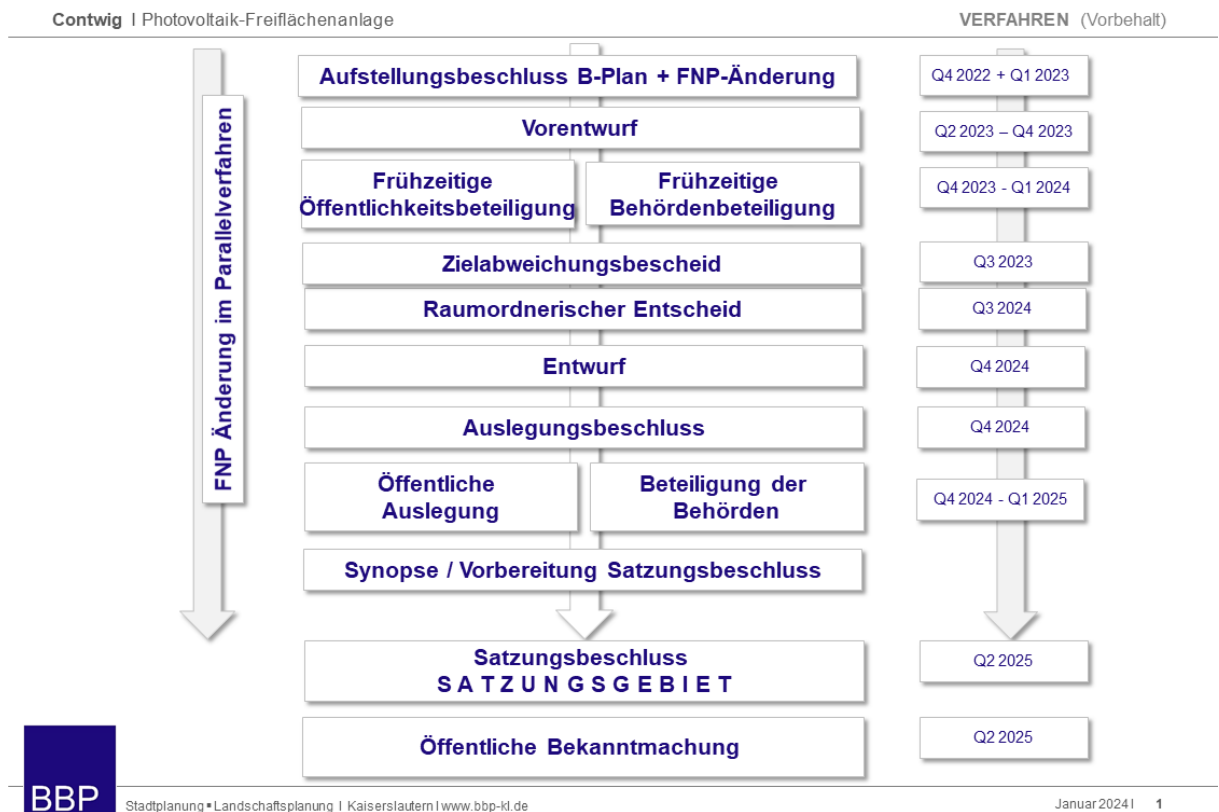 Contwig I Photovoltaik-Freiflächenanlage
VERFAHREN (Vorbehalt)
FNP Änderung im Parallelverfahren
Aufstellungsbeschluss B-Plan + FNP-Änderung
Q4 2022 + Q1 2023
Vorentwurf
Q2 2023 – Q4 2023
Frühzeitige
Öffentlichkeitsbeteiligung
Frühzeitige
Behördenbeteiligung
Q4 2023 - Q1 2024
Zielabweichungsbescheid
Q3 2023
Raumordnerischer Entscheid
Q3 2024
Entwurf
Q4 2024
Auslegungsbeschluss
Q4 2024
Öffentliche
Auslegung
Beteiligung der
Behörden
Q4 2024 - Q1 2025
Synopse / Vorbereitung Satzungsbeschluss
Satzungsbeschluss
S A T Z U N G S G E B I E T
Q2 2025
Öffentliche Bekanntmachung
Q2 2025
BBP
Stadtplanung▪Landschaftsplanung I Kaiserslautern I www.bbp-kl.de
Januar 2024 I 1